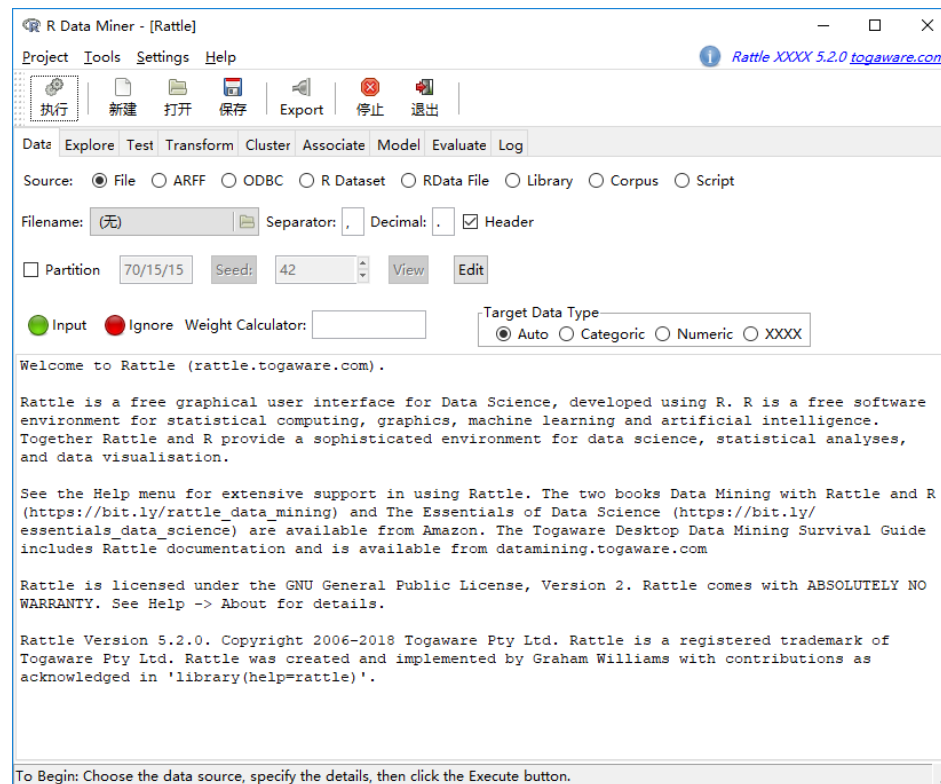 R Data Miner - [Rattle]
Project Tools Settings Help Rattle XXXX 5.2.0 togaware.com
执行 新建 打开 保存 Export 停止 退出
Data Explore Test Transform Cluster Associate Model Evaluate Log
Source: File ARFF ODBC R Dataset RData File Library Corpus Script
Filename: (无) Separator: , Decimal: . Header
Partition 70/15/15 Seed: 42 View Edit
Target Data Type
Input Ignore Weight Calculator: Auto Categoric Numeric XXXX
Welcome to Rattle (rattle.togaware.com).
Rattle is a free graphical user interface for Data Science, developed using R. R is a free software
environment for statistical computing, graphics, machine learning and artificial intelligence.
Together Rattle and R provide a sophisticated environment for data science, statistical analyses,
and data visualisation.
See the Help menu for extensive support in using Rattle. The two books Data Mining with Rattle and R
(https://bit.ly/rattle_data_mining) and The Essentials of Data Science (https://bit.ly/
essentials_data_science) are available from Amazon. The Togaware Desktop Data Mining Survival Guide
includes Rattle documentation and is available from datamining.togaware.com
Rattle is licensed under the GNU General Public License, Version 2. Rattle comes with ABSOLUTELY NO
WARRANTY. See Help -> About for details.
Rattle Version 5.2.0. Copyright 2006-2018 Togaware Pty Ltd. Rattle is a registered trademark of
Togaware Pty Ltd. Rattle was created and implemented by Graham Williams with contributions as
acknowledged in 'library(help=rattle)'.
To Begin: Choose the data source, specify the details, then click the Execute button.